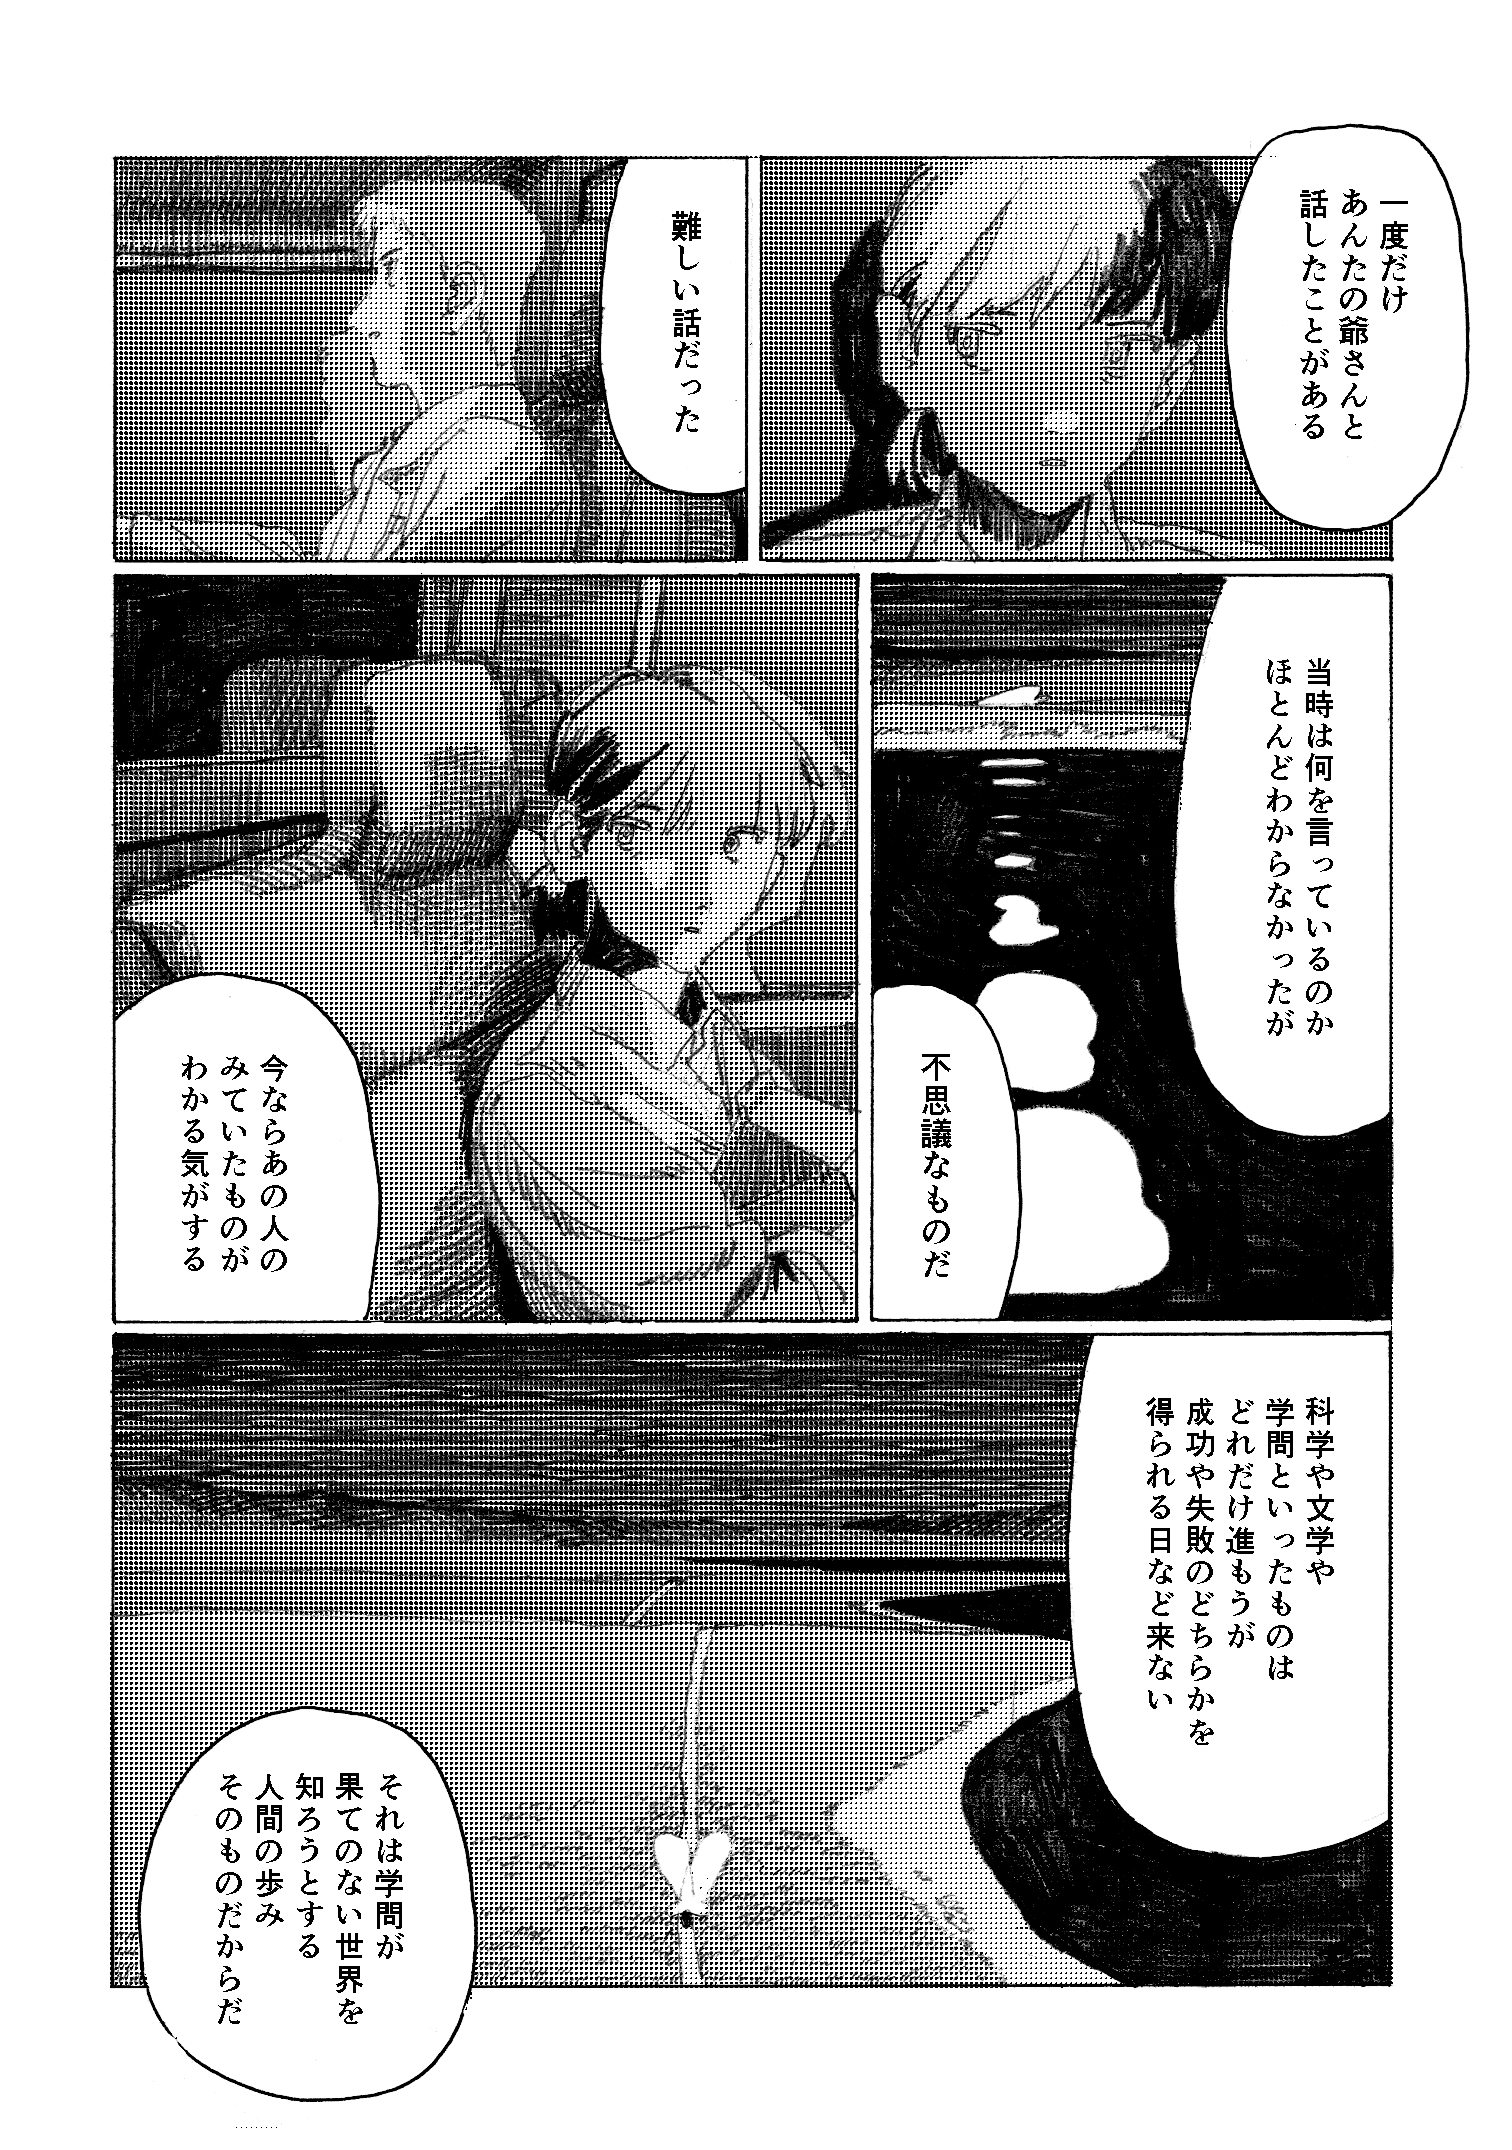 一度だけ
あんたの爺さんと
話したことがある
難しい話だった
当時は何を言っているのか
ほとんどわからなかったが
不思議なものだ
今ならあの人の
みていたものが
わかる気がする
科学や文学や
学問といったものは
どれだけ進もうが
成功や失敗のどちらかを
得られる日など来ない
それは学問が
果てのない世界を
知ろうとする
人間の歩み
そのものだからだ